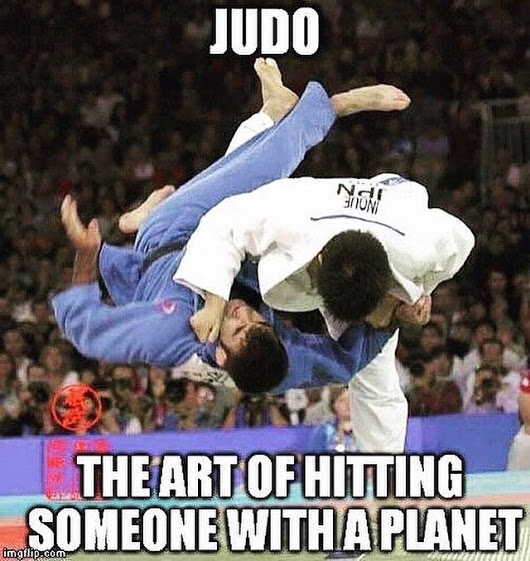 JUDO
INOUE
JPN
THE ART OF HITTING
SOMEONE WITH A PLANET
imgflip.com